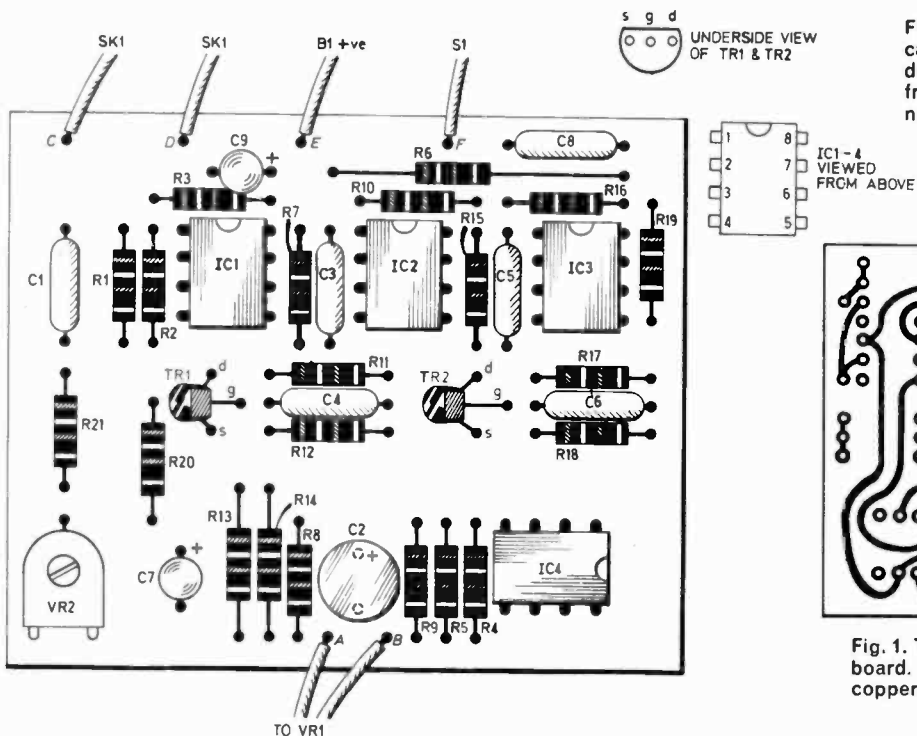 SK1
SK1
B1 +ve
S1
s g d
UNDERSIDE VIEW
OF TR1 & TR2
C
D
E
F
C9
+
C8
R3
R6
R10
R16
1 8
2 7
3 6
4 5
IC1-4
VIEWED
FROM ABOVE
R7
R15
R19
C1
R1
R2
IC1
C3
IC2
C5
IC3
R11
R17
TR1
d
g
s
C4
TR2
d
g
s
C6
R21
R20
R12
R18
R13
R14
R8
C2
+
IC4
VR2
C7
+
R9
R5
R4
A
B
TO VR1
Fig. 1. T
board.
copper